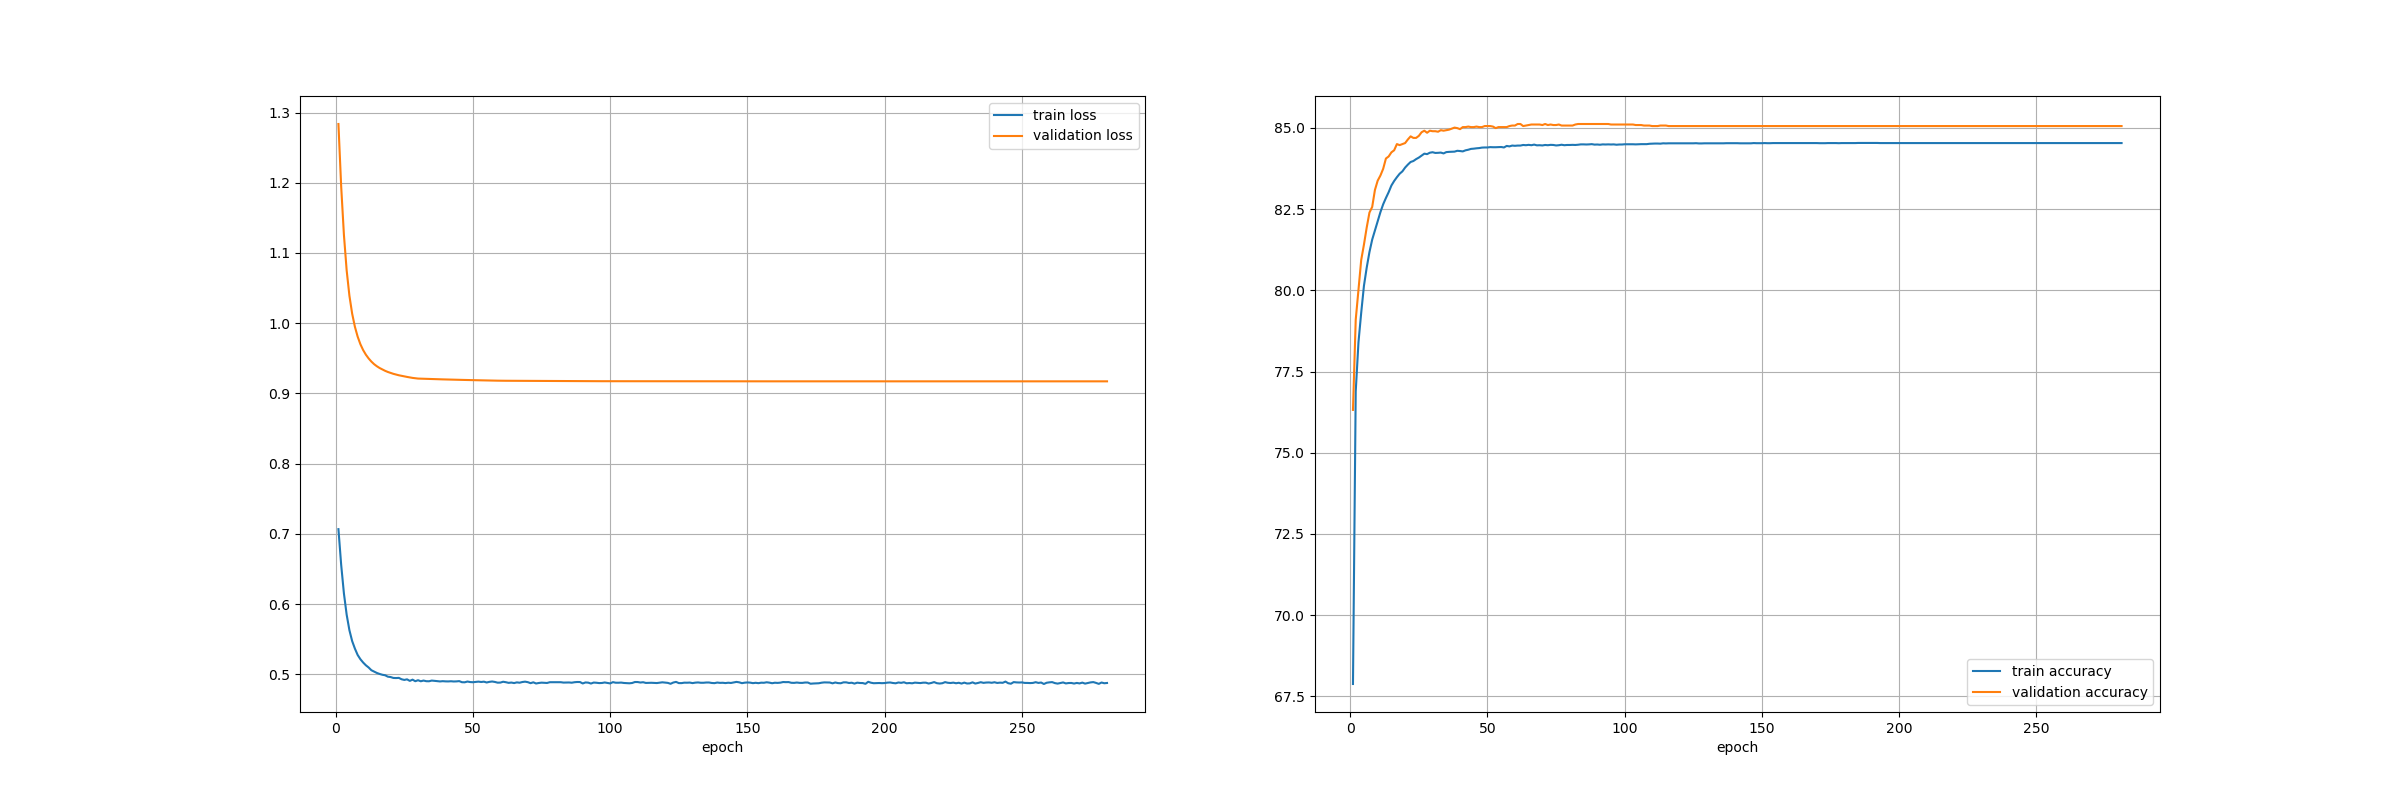 1.3
1.2
1.1
1.0
0.9
0.8
0.7
0.6
0.5
0 50 100 150 200 250
epoch
train loss
validation loss
85.0
82.5
80.0
77.5
75.0
72.5
70.0
67.5
0 50 100 150 200 250
epoch
train accuracy
validation accuracy